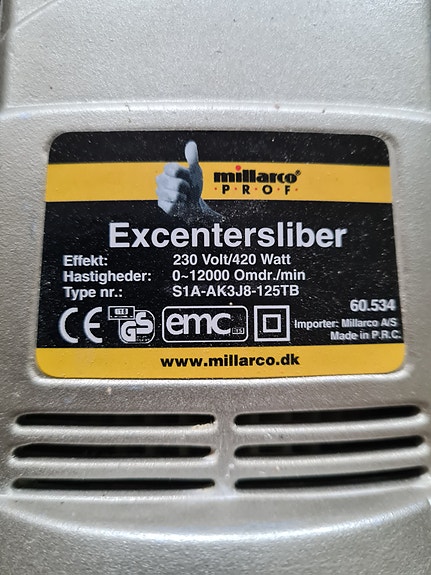 millarco®
PROF
Excentersliber
Effekt: 230 Volt/420 Watt
Hastigheder: 0~12000 Omdr./min
Type nr.: S1A-AK3J8-125TB
60.534
CE GS emc Importer: Millarco A/S
Made in P.R.C.
www.millarco.dk